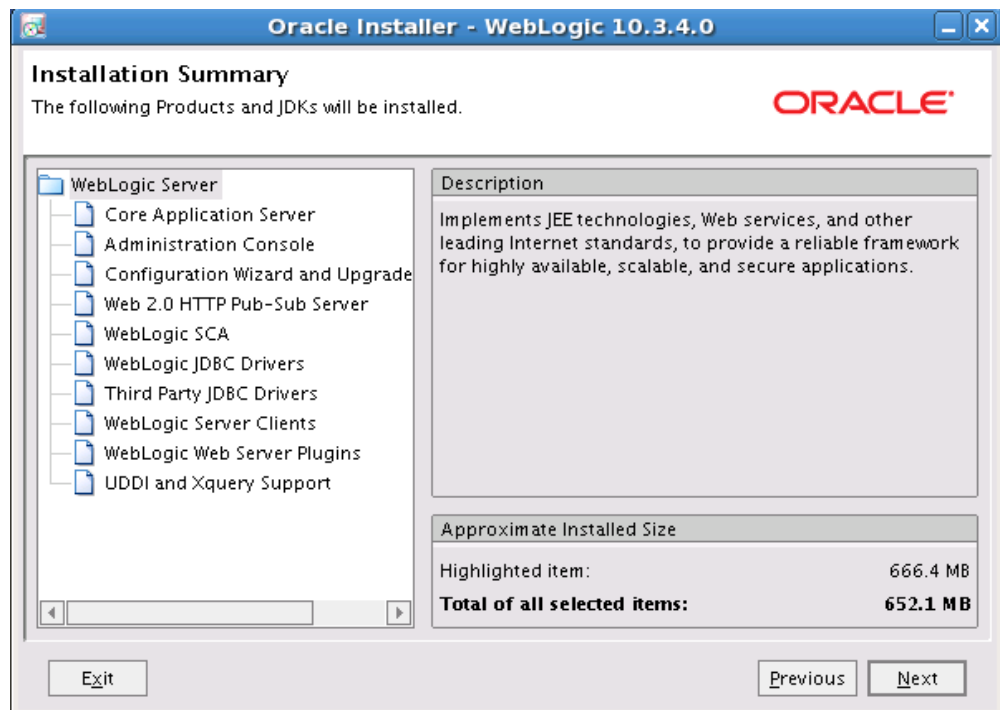 Oracle Installer - WebLogic 10.3.4.0
Installation Summary
The following Products and JDKs will be installed.
ORACLE
WebLogic Server
Core Application Server
Administration Console
Configuration Wizard and Upgrade
Web 2.0 HTTP Pub-Sub Server
WebLogic SCA
WebLogic JDBC Drivers
Third Party JDBC Drivers
WebLogic Server Clients
WebLogic Web Server Plugins
UDDI and Xquery Support
Description
Implements JEE technologies, Web services, and other
leading Internet standards, to provide a reliable framework
for highly available, scalable, and secure applications.
Approximate Installed Size
Highlighted item: 666.4 MB
Total of all selected items: 652.1 MB
Exit
Previous
Next